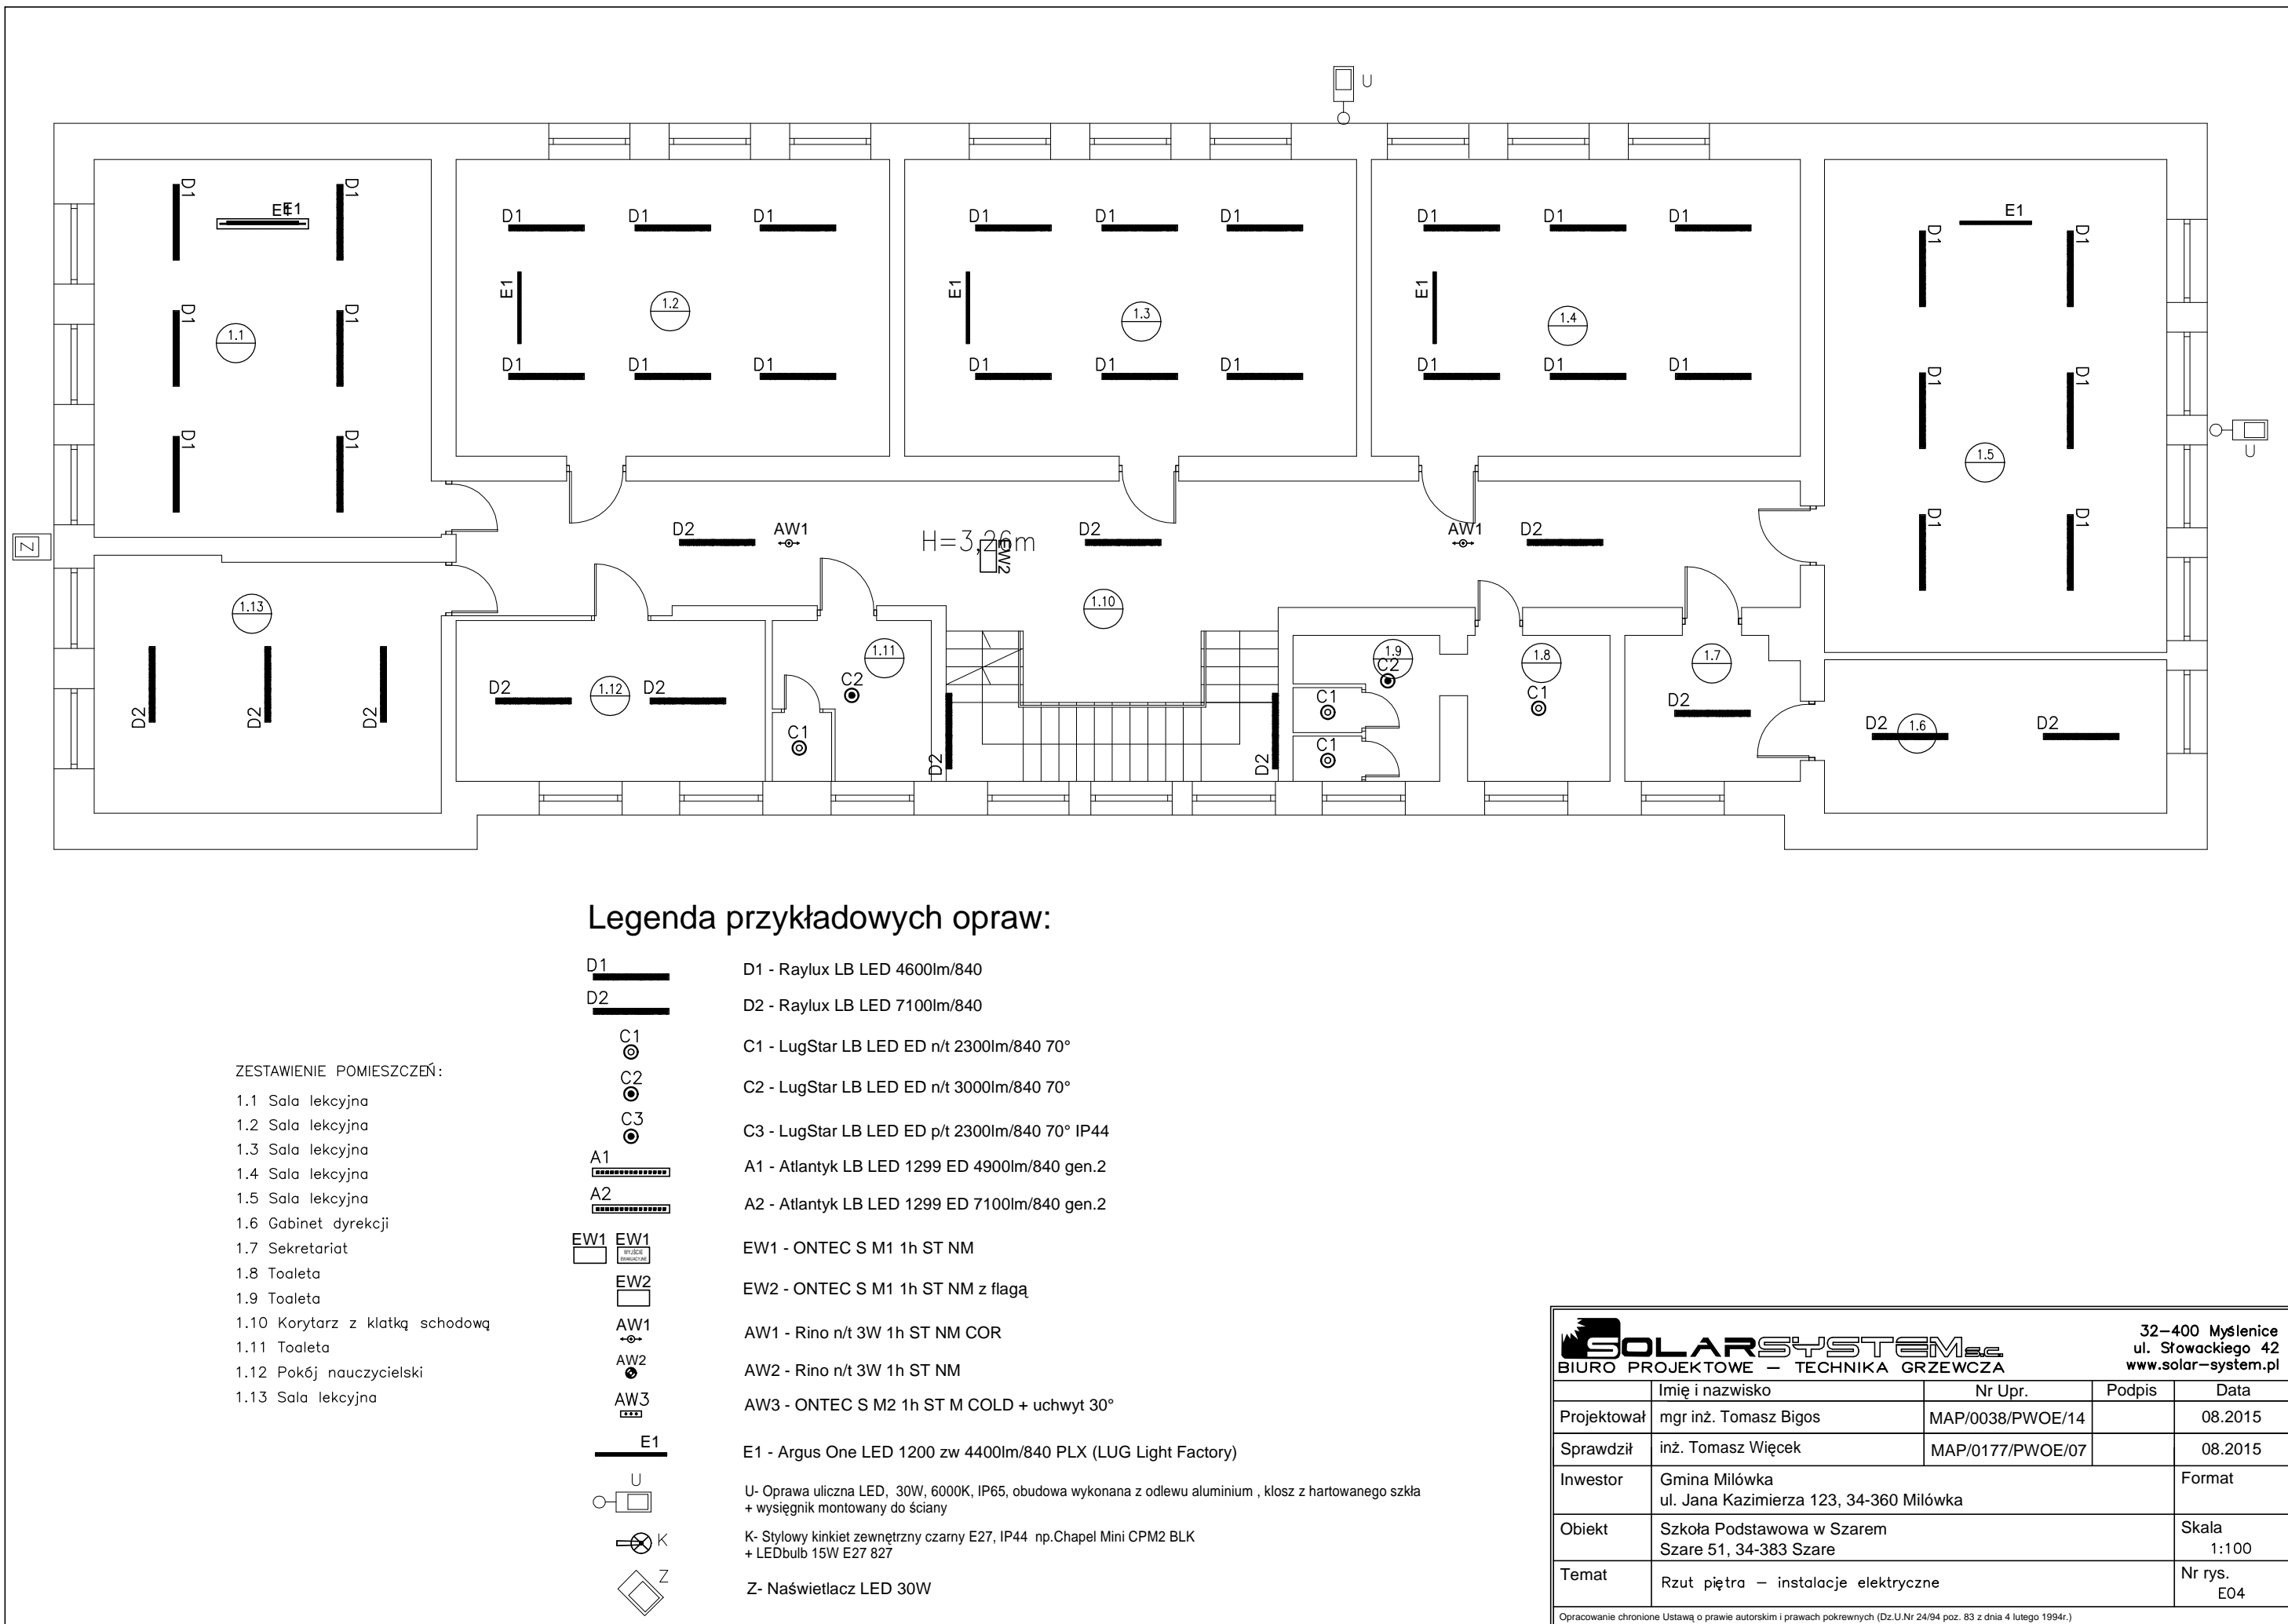 U
D1 D1
E1 E1
D1 D1 D1
D1 D1 D1
D1 D1 D1
E1
D1 D1
E1
1.2
E1
1.3
E1
1.4
D1 D1
1.1
D1 D1 D1
D1 D1 D1
D1 D1 D1
D1 D1
D1 D1
1.5
U
Z
D2
AW1
H=3,26m
EW2
D2
AW1
D2
D1 D1
1.13
1.10
1.11
1.9
1.8
1.7
D2 D2 D2
D2
1.12
D2
C2
C1
D2
D2
C2
C1
C1
C1
D2
D2
1.6
D2
Legenda przykładowych opraw:
D1
D1 - Raylux LB LED 4600lm/840
D2
D2 - Raylux LB LED 7100lm/840
C1
C1 - LugStar LB LED ED n/t 2300lm/840 70°
C2
C2 - LugStar LB LED ED n/t 3000lm/840 70°
C3
C3 - LugStar LB LED ED p/t 2300lm/840 70° IP44
A1
A1 - Atlantyk LB LED 1299 ED 4900lm/840 gen.2
A2
A2 - Atlantyk LB LED 1299 ED 7100lm/840 gen.2
EW1 EW1
WYJŚCIE
EWAKUACYJNE
EW1 - ONTEC S M1 1h ST NM
EW2
EW2 - ONTEC S M1 1h ST NM z flagą
AW1
AW1 - Rino n/t 3W 1h ST NM COR
AW2
AW2 - Rino n/t 3W 1h ST NM
AW3
AW3 - ONTEC S M2 1h ST M COLD + uchwyt 30°
E1
E1 - Argus One LED 1200 zw 4400lm/840 PLX (LUG Light Factory)
U
U- Oprawa uliczna LED, 30W, 6000K, IP65, obudowa wykonana z odlewu aluminium , klosz z hartowanego szkła
+ wysięgnik montowany do ściany
K
K- Stylowy kinkiet zewnętrzny czarny E27, IP44 np.Chapel Mini CPM2 BLK
+ LEDbulb 15W E27 827
Z
Z- Naświetlacz LED 30W
ZESTAWIENIE POMIESZCZEŃ:
1.1 Sala lekcyjna
1.2 Sala lekcyjna
1.3 Sala lekcyjna
1.4 Sala lekcyjna
1.5 Sala lekcyjna
1.6 Gabinet dyrekcji
1.7 Sekretariat
1.8 Toaleta
1.9 Toaleta
1.10 Korytarz z klatką schodową
1.11 Toaleta
1.12 Pokój nauczycielski
1.13 Sala lekcyjna
SOLARSYSTEM s.c.
BIURO PROJEKTOWE – TECHNIKA GRZEWCZA
32–400 Myślenice
ul. Słowackiego 42
www.solar–system.pl
Imię i nazwisko Nr Upr. Podpis Data
Projektował mgr inż. Tomasz Bigos MAP/0038/PWOE/14 08.2015
Sprawdził inż. Tomasz Więcek MAP/0177/PWOE/07 08.2015
Inwestor Gmina Milówka Format
ul. Jana Kazimierza 123, 34-360 Milówka
Obiekt Szkoła Podstawowa w Szarem Skala
Szare 51, 34-383 Szare 1:100
Temat Rzut piętra – instalacje elektryczne Nr rys.
E04
Opracowanie chronione Ustawą o prawie autorskim i prawach pokrewnych (Dz.U.Nr 24/94 poz. 83 z dnia 4 lutego 1994r.)